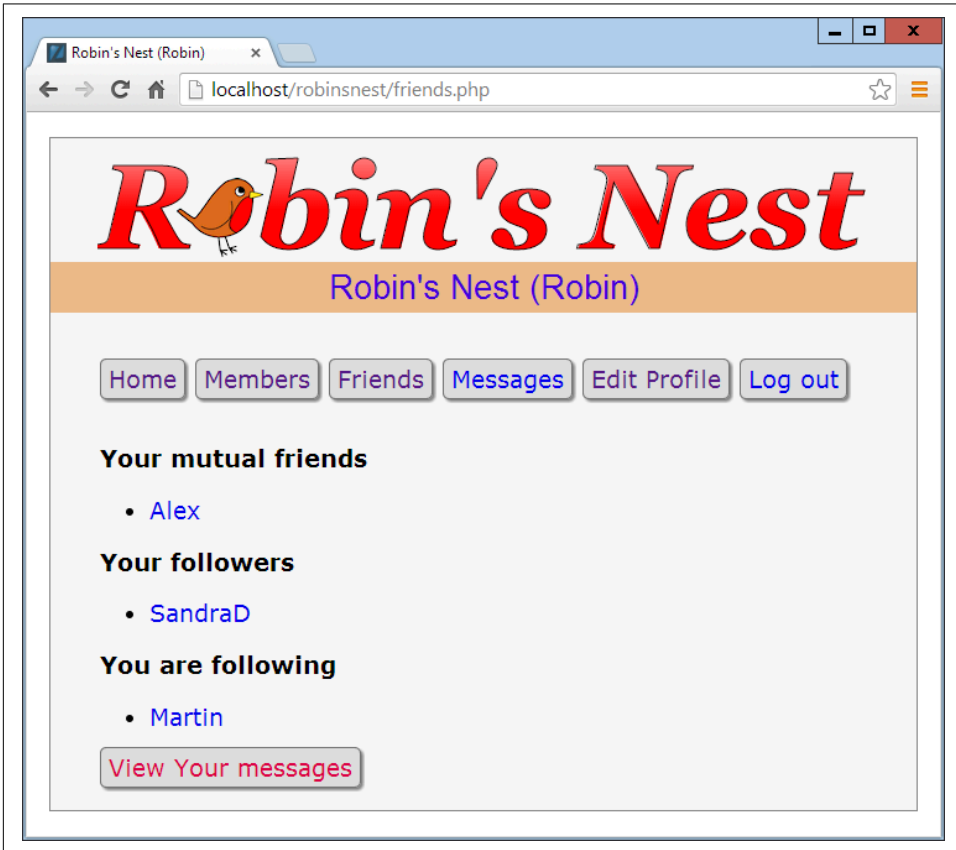 Robin's Nest (Robin)
localhost/robinsnest/friends.php
Robin's Nest
Robin's Nest (Robin)
Home Members Friends Messages Edit Profile Log out
Your mutual friends
• Alex
Your followers
• SandraD
You are following
• Martin
View Your messages